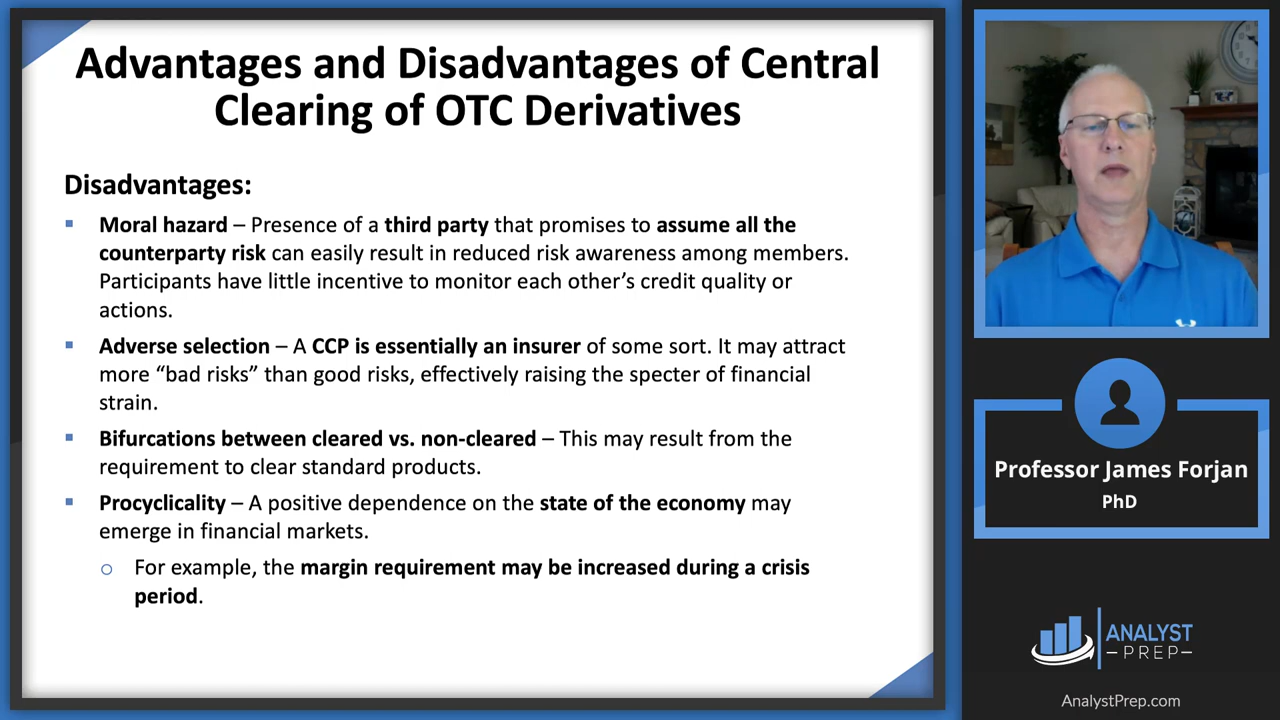 Advantages and Disadvantages of Central
Clearing of OTC Derivatives
Disadvantages:
▪ Moral hazard – Presence of a third party that promises to assume all the
counterparty risk can easily result in reduced risk awareness among members.
Participants have little incentive to monitor each other’s credit quality or
actions.
▪ Adverse selection – A CCP is essentially an insurer of some sort. It may attract
more “bad risks” than good risks, effectively raising the specter of financial
strain.
▪ Bifurcations between cleared vs. non-cleared – This may result from the
requirement to clear standard products.
▪ Procyclicality – A positive dependence on the state of the economy may
emerge in financial markets.
○ For example, the margin requirement may be increased during a crisis
period.
Professor James Forjan
PhD
ANALYST
–PREP–
AnalystPrep.com